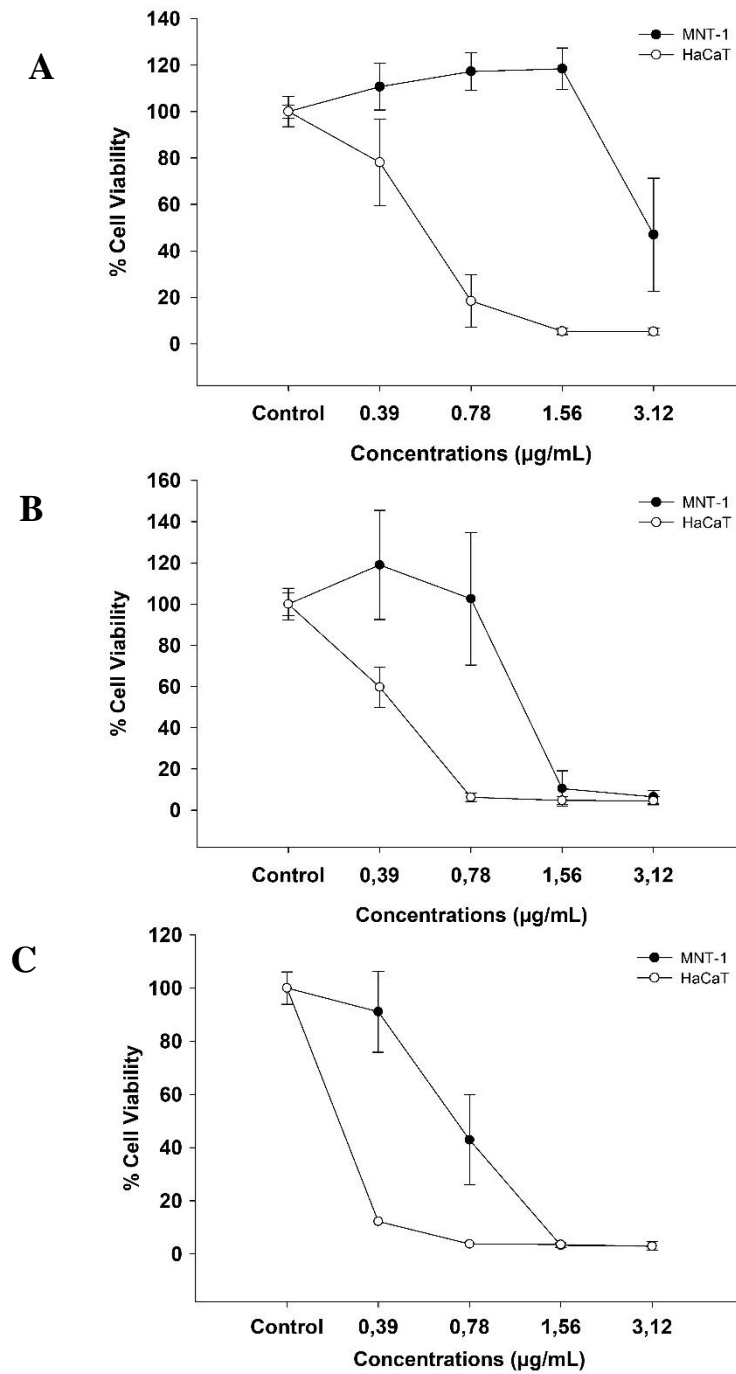 A
% Cell Viability
140
120
100
80
60
40
20
0
MNT-1
HaCaT
Control 0.39 0.78 1.56 3.12
Concentrations (µg/mL)
B
% Cell Viability
160
140
120
100
80
60
40
20
0
MNT-1
HaCaT
Control 0,39 0,78 1,56 3,12
Concentrations (µg/mL)
C
% Cell Viability
120
100
80
60
40
20
0
MNT-1
HaCaT
Control 0,39 0,78 1,56 3,12
Concentrations (µg/mL)